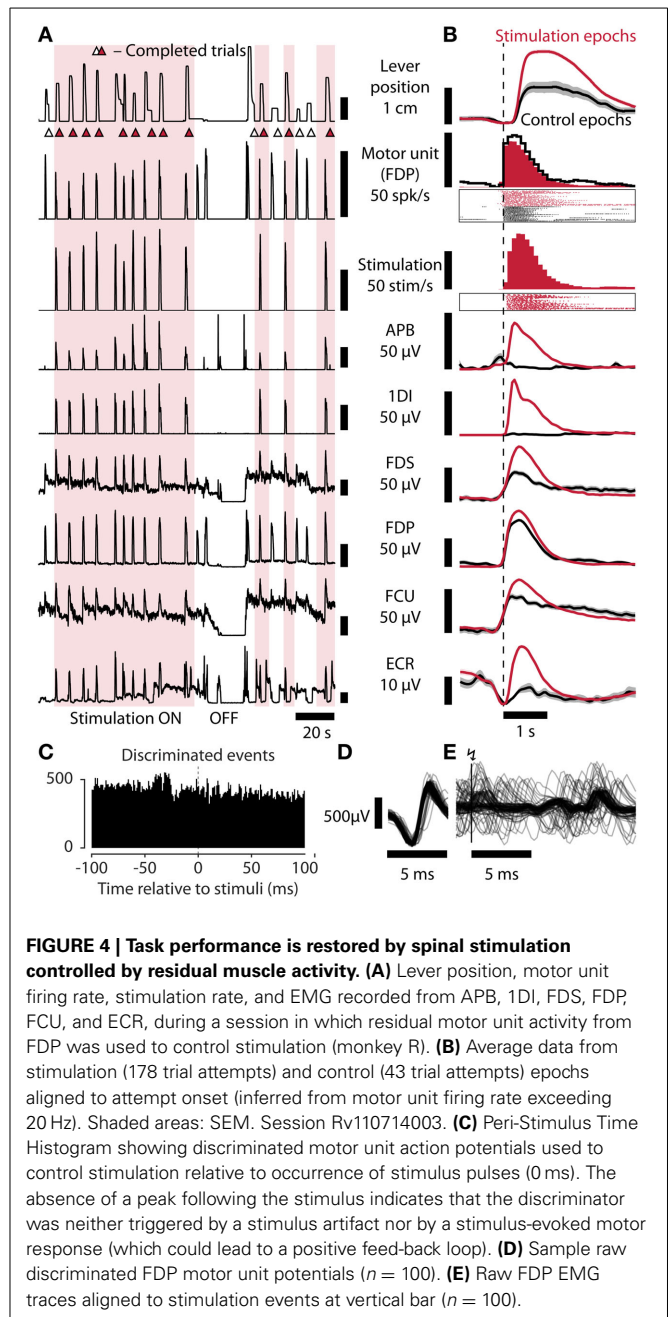 A
– Completed trials
B
Stimulation epochs
Lever
position
1 cm
Control epochs
Motor unit
(FDP)
50 spk/s
Stimulation
50 stim/s
APB
50 µV
1DI
50 µV
FDS
50 µV
FDP
50 µV
FCU
50 µV
ECR
10 µV
Stimulation ON OFF
20 s
1 s
C
Discriminated events
500
0
-100 -50 0 50 100
Time relative to stimuli (ms)
D
500µV
5 ms
E
5 ms
FIGURE 4 | Task performance is restored by spinal stimulation
controlled by residual muscle activity. (A) Lever position, motor unit
firing rate, stimulation rate, and EMG recorded from APB, 1DI, FDS, FDP,
FCU, and ECR, during a session in which residual motor unit activity from
FDP was used to control stimulation (monkey R). (B) Average data from
stimulation (178 trial attempts) and control (43 trial attempts) epochs
aligned to attempt onset (inferred from motor unit firing rate exceeding
20 Hz). Shaded areas: SEM. Session Rv110714003. (C) Peri-Stimulus Time
Histogram showing discriminated motor unit action potentials used to
control stimulation relative to occurrence of stimulus pulses (0 ms). The
absence of a peak following the stimulus indicates that the discriminator
was neither triggered by a stimulus artifact nor by a stimulus-evoked motor
response (which could lead to a positive feed-back loop). (D) Sample raw
discriminated FDP motor unit potentials (n = 100). (E) Raw FDP EMG
traces aligned to stimulation events at vertical bar (n = 100).